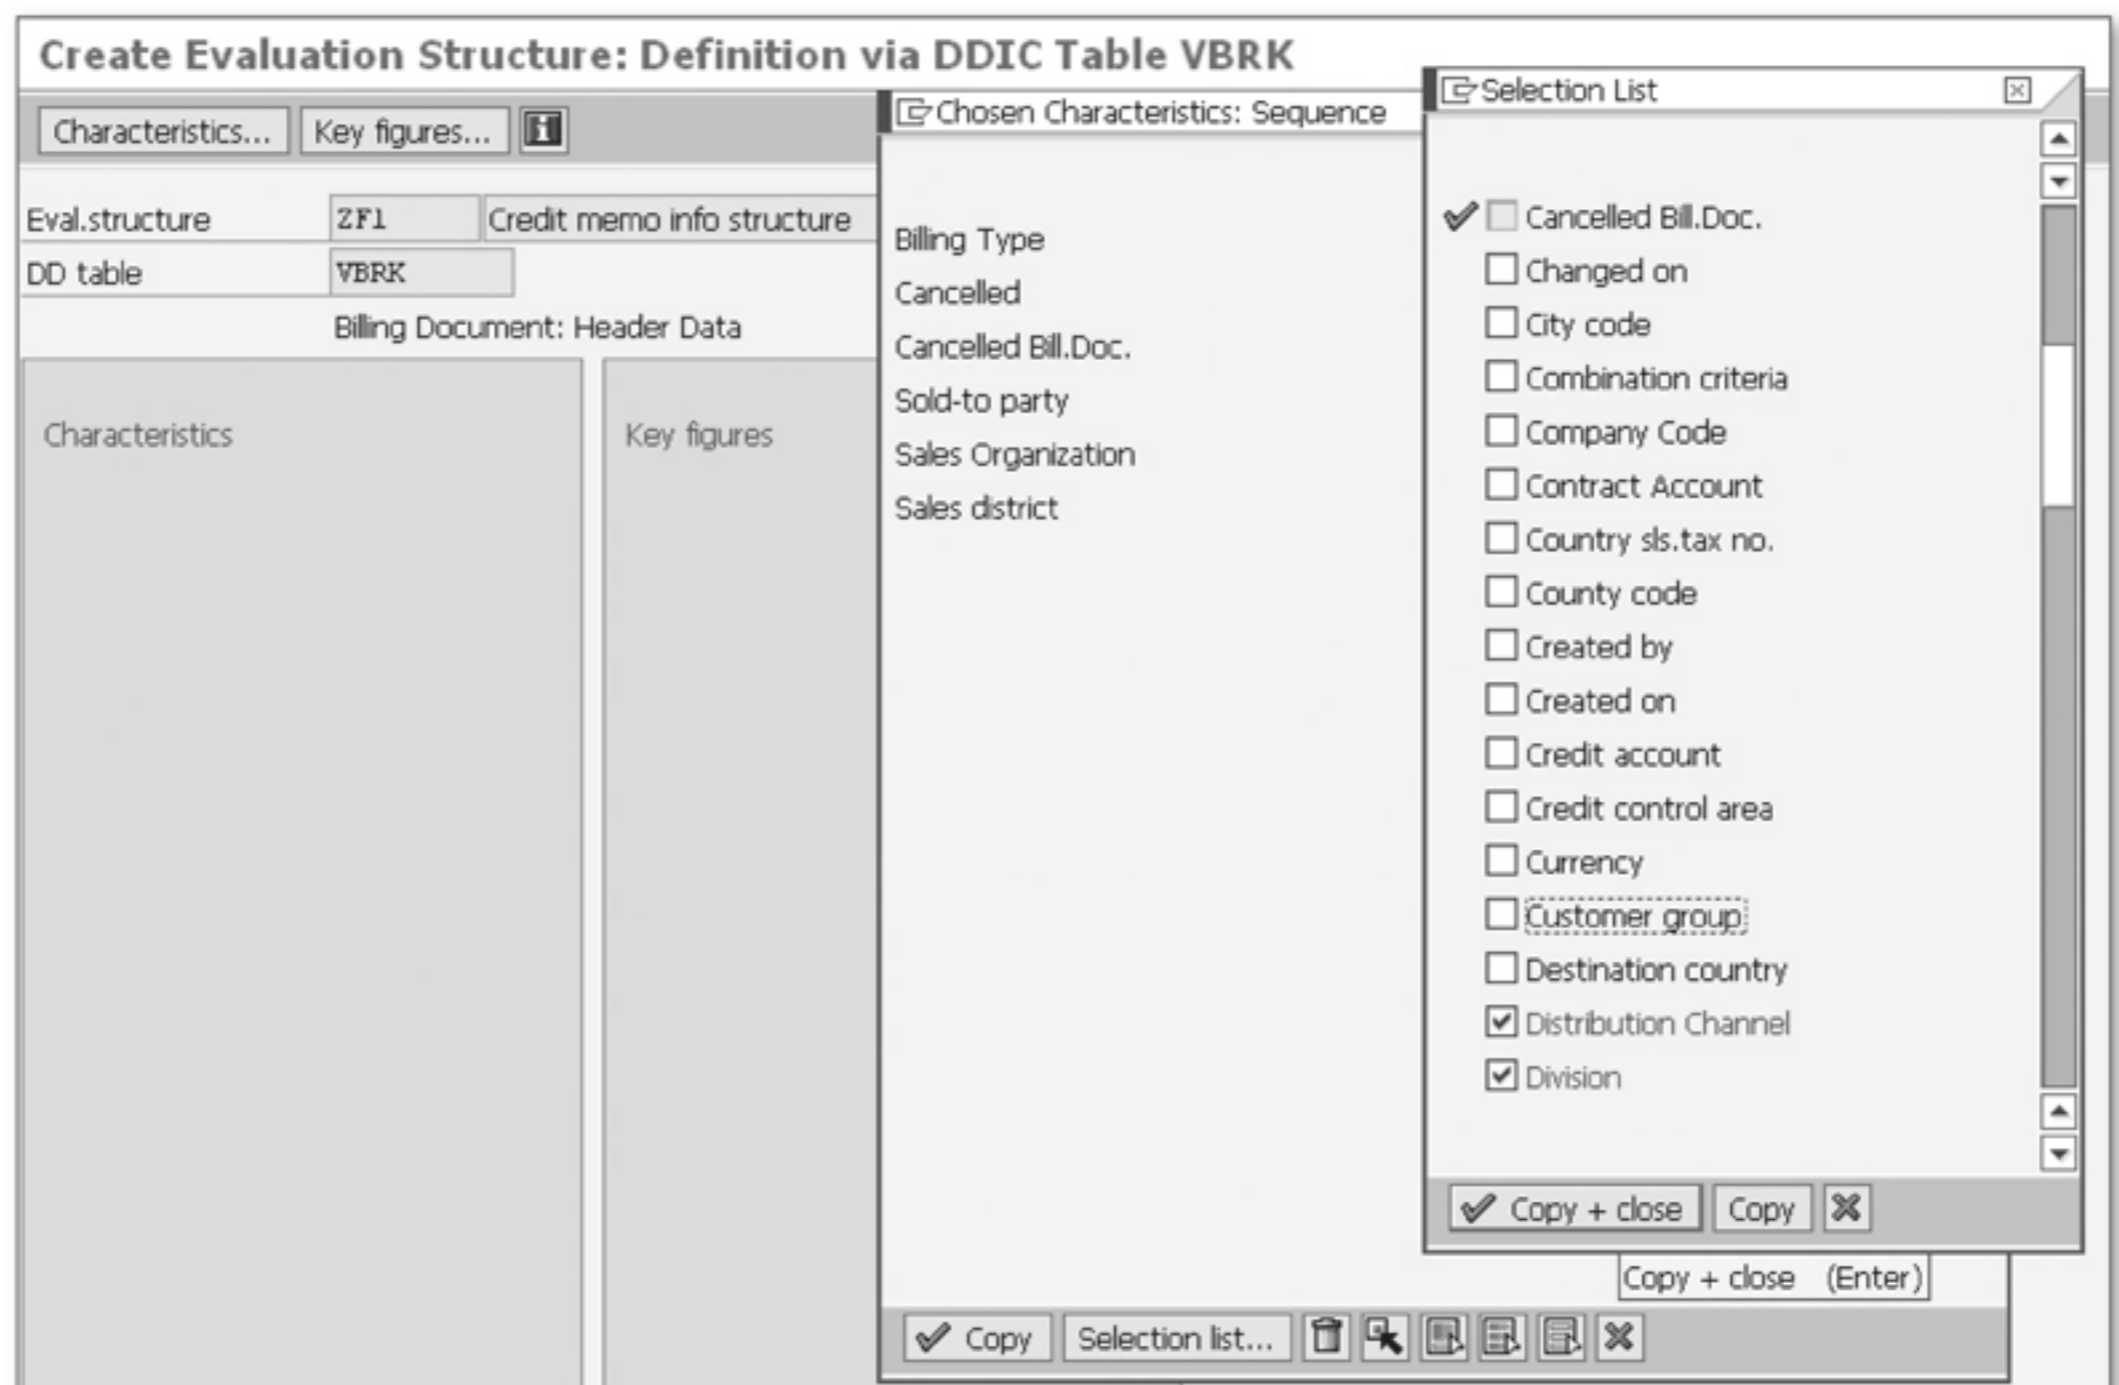 Create Evaluation Structure: Definition via DDIC Table VBRK
Characteristics...
Key figures...
Eval.structure
ZF1
Credit memo info structure
DD table
VBRK
Billing Document: Header Data
Characteristics
Key figures
Chosen Characteristics: Sequence
Billing Type
Cancelled
Cancelled Bill.Doc.
Sold-to party
Sales Organization
Sales district
Copy
Selection list...
Selection List
Cancelled Bill.Doc.
Changed on
City code
Combination criteria
Company Code
Contract Account
Country sls.tax no.
County code
Created by
Created on
Credit account
Credit control area
Currency
Customer group
Destination country
Distribution Channel
Division
Copy + close
Copy
Copy + close (Enter)